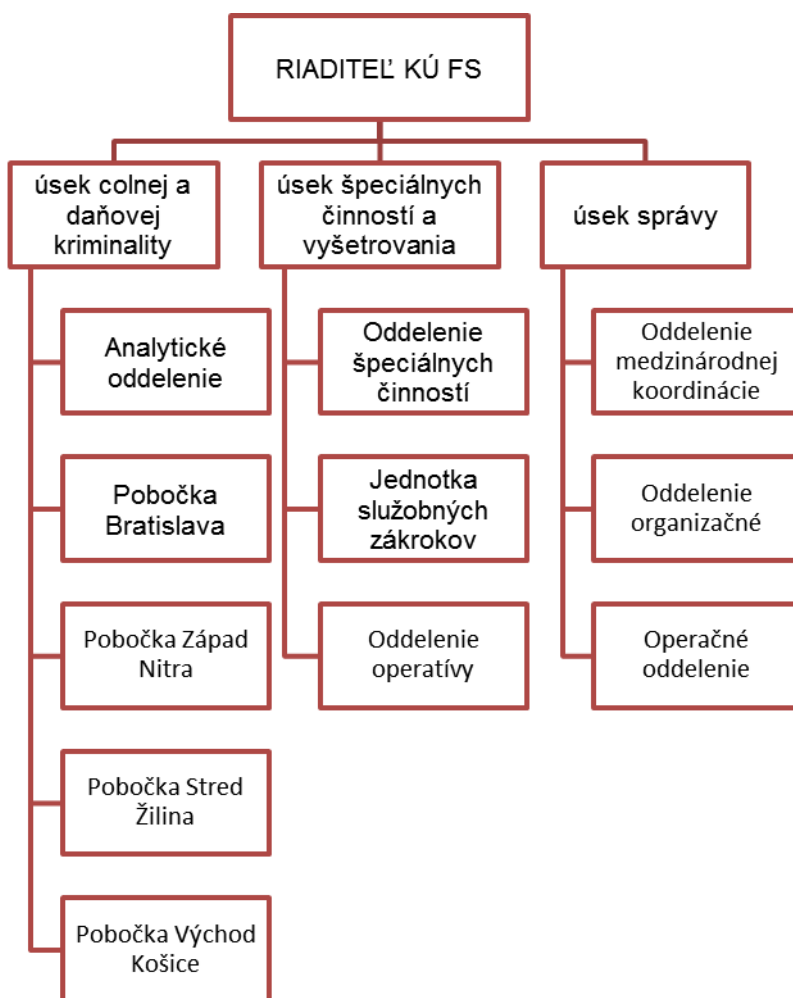 RIADITEĽ KÚ FS
úsek colnej a
daňovej
kriminality
Analytické
oddelenie
Pobočka
Bratislava
Pobočka Západ
Nitra
Pobočka Stred
Žilina
Pobočka Východ
Košice
úsek špeciálnych
činností a
vyšetrovania
Oddelenie
špeciálnych
činností
Jednotka
služobných
zákrokov
Oddelenie
operatívy
úsek správy
Oddelenie
medzinárodnej
koordinácie
Oddelenie
organizačné
Operačné
oddelenie